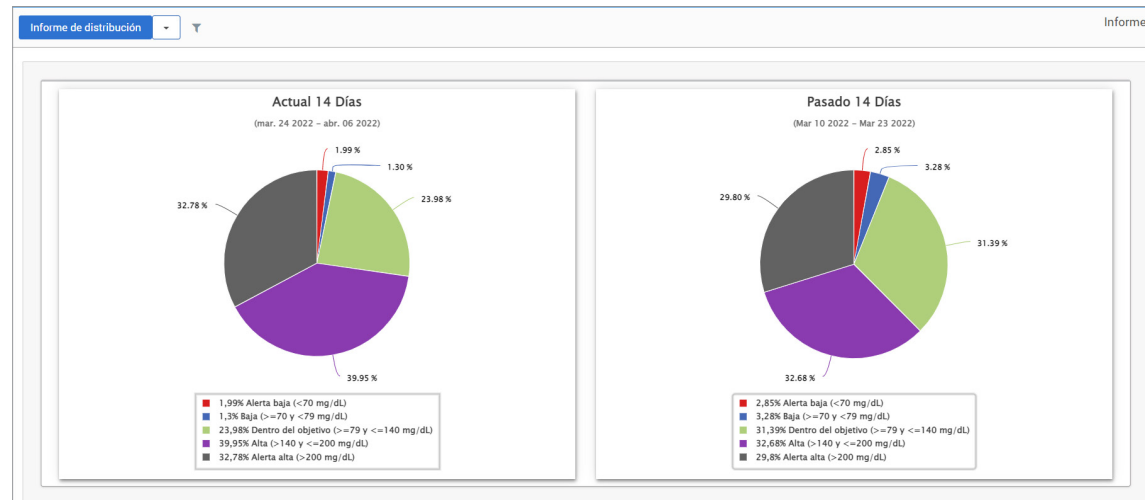 Informe de distribución
Informe
Actual 14 Días
(mar. 24 2022 – abr. 06 2022)
1.99 %
1.30 %
23.98 %
32.78 %
39.95 %
1,99% Alerta baja (<70 mg/dL)
1,3% Baja (>=70 y <79 mg/dL)
23,98% Dentro del objetivo (>=79 y <=140 mg/dL)
39,95% Alta (>140 y <=200 mg/dL)
32,78% Alerta alta (>200 mg/dL)
Pasado 14 Días
(Mar 10 2022 – Mar 23 2022)
2.85 %
3.28 %
29.80 %
31.39 %
32.68 %
2,85% Alerta baja (<70 mg/dL)
3,28% Baja (>=70 y <79 mg/dL)
31,39% Dentro del objetivo (>=79 y <=140 mg/dL)
32,68% Alta (>140 y <=200 mg/dL)
29,8% Alerta alta (>200 mg/dL)